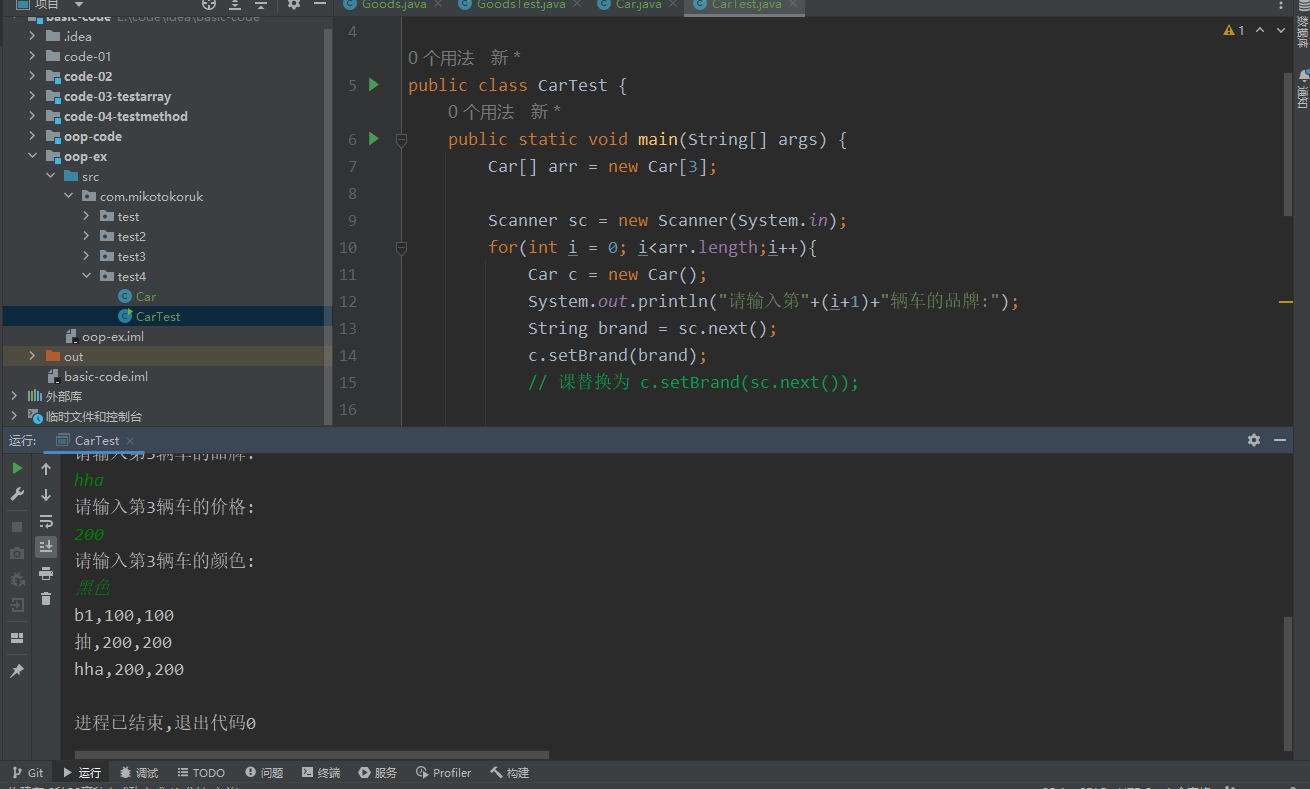 项目
Goods.java
GoodsTest.java
Car.java
CarTest.java
basic-code E:\code\idea\basic-code
.idea
code-01
code-02
code-03-testarray
code-04-testmethod
oop-code
oop-ex
src
com.mikotokoruk
test
test2
test3
test4
Car
CarTest
oop-ex.iml
out
basic-code.iml
外部库
临时文件和控制台
1
4
0 个用法 新 *
5 public class CarTest {
0 个用法 新 *
6 public static void main(String[] args) {
7 Car[] arr = new Car[3];
8
9 Scanner sc = new Scanner(System.in);
10 for(int i = 0; i<arr.length;i++){
11 Car c = new Car();
12 System.out.println("请输入第"+(i+1)+"辆车的品牌:");
13 String brand = sc.next();
14 c.setBrand(brand);
15 // 课替换为 c.setBrand(sc.next());
16
数据库
通知
运行: CarTest
请输入第3辆车的品牌:
hha
请输入第3辆车的价格:
200
请输入第3辆车的颜色:
黑色
b1,100,100
抽,200,200
hha,200,200
进程已结束,退出代码0
Git 运行 调试 TODO 问题 终端 服务 Profiler 构建